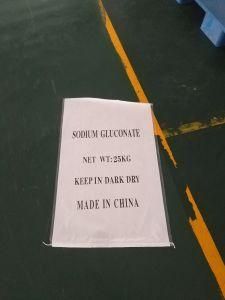 SODIUM GLUCONATE
NET WT:25KG
KEEP IN DARK DRY
MADE IN CHINA